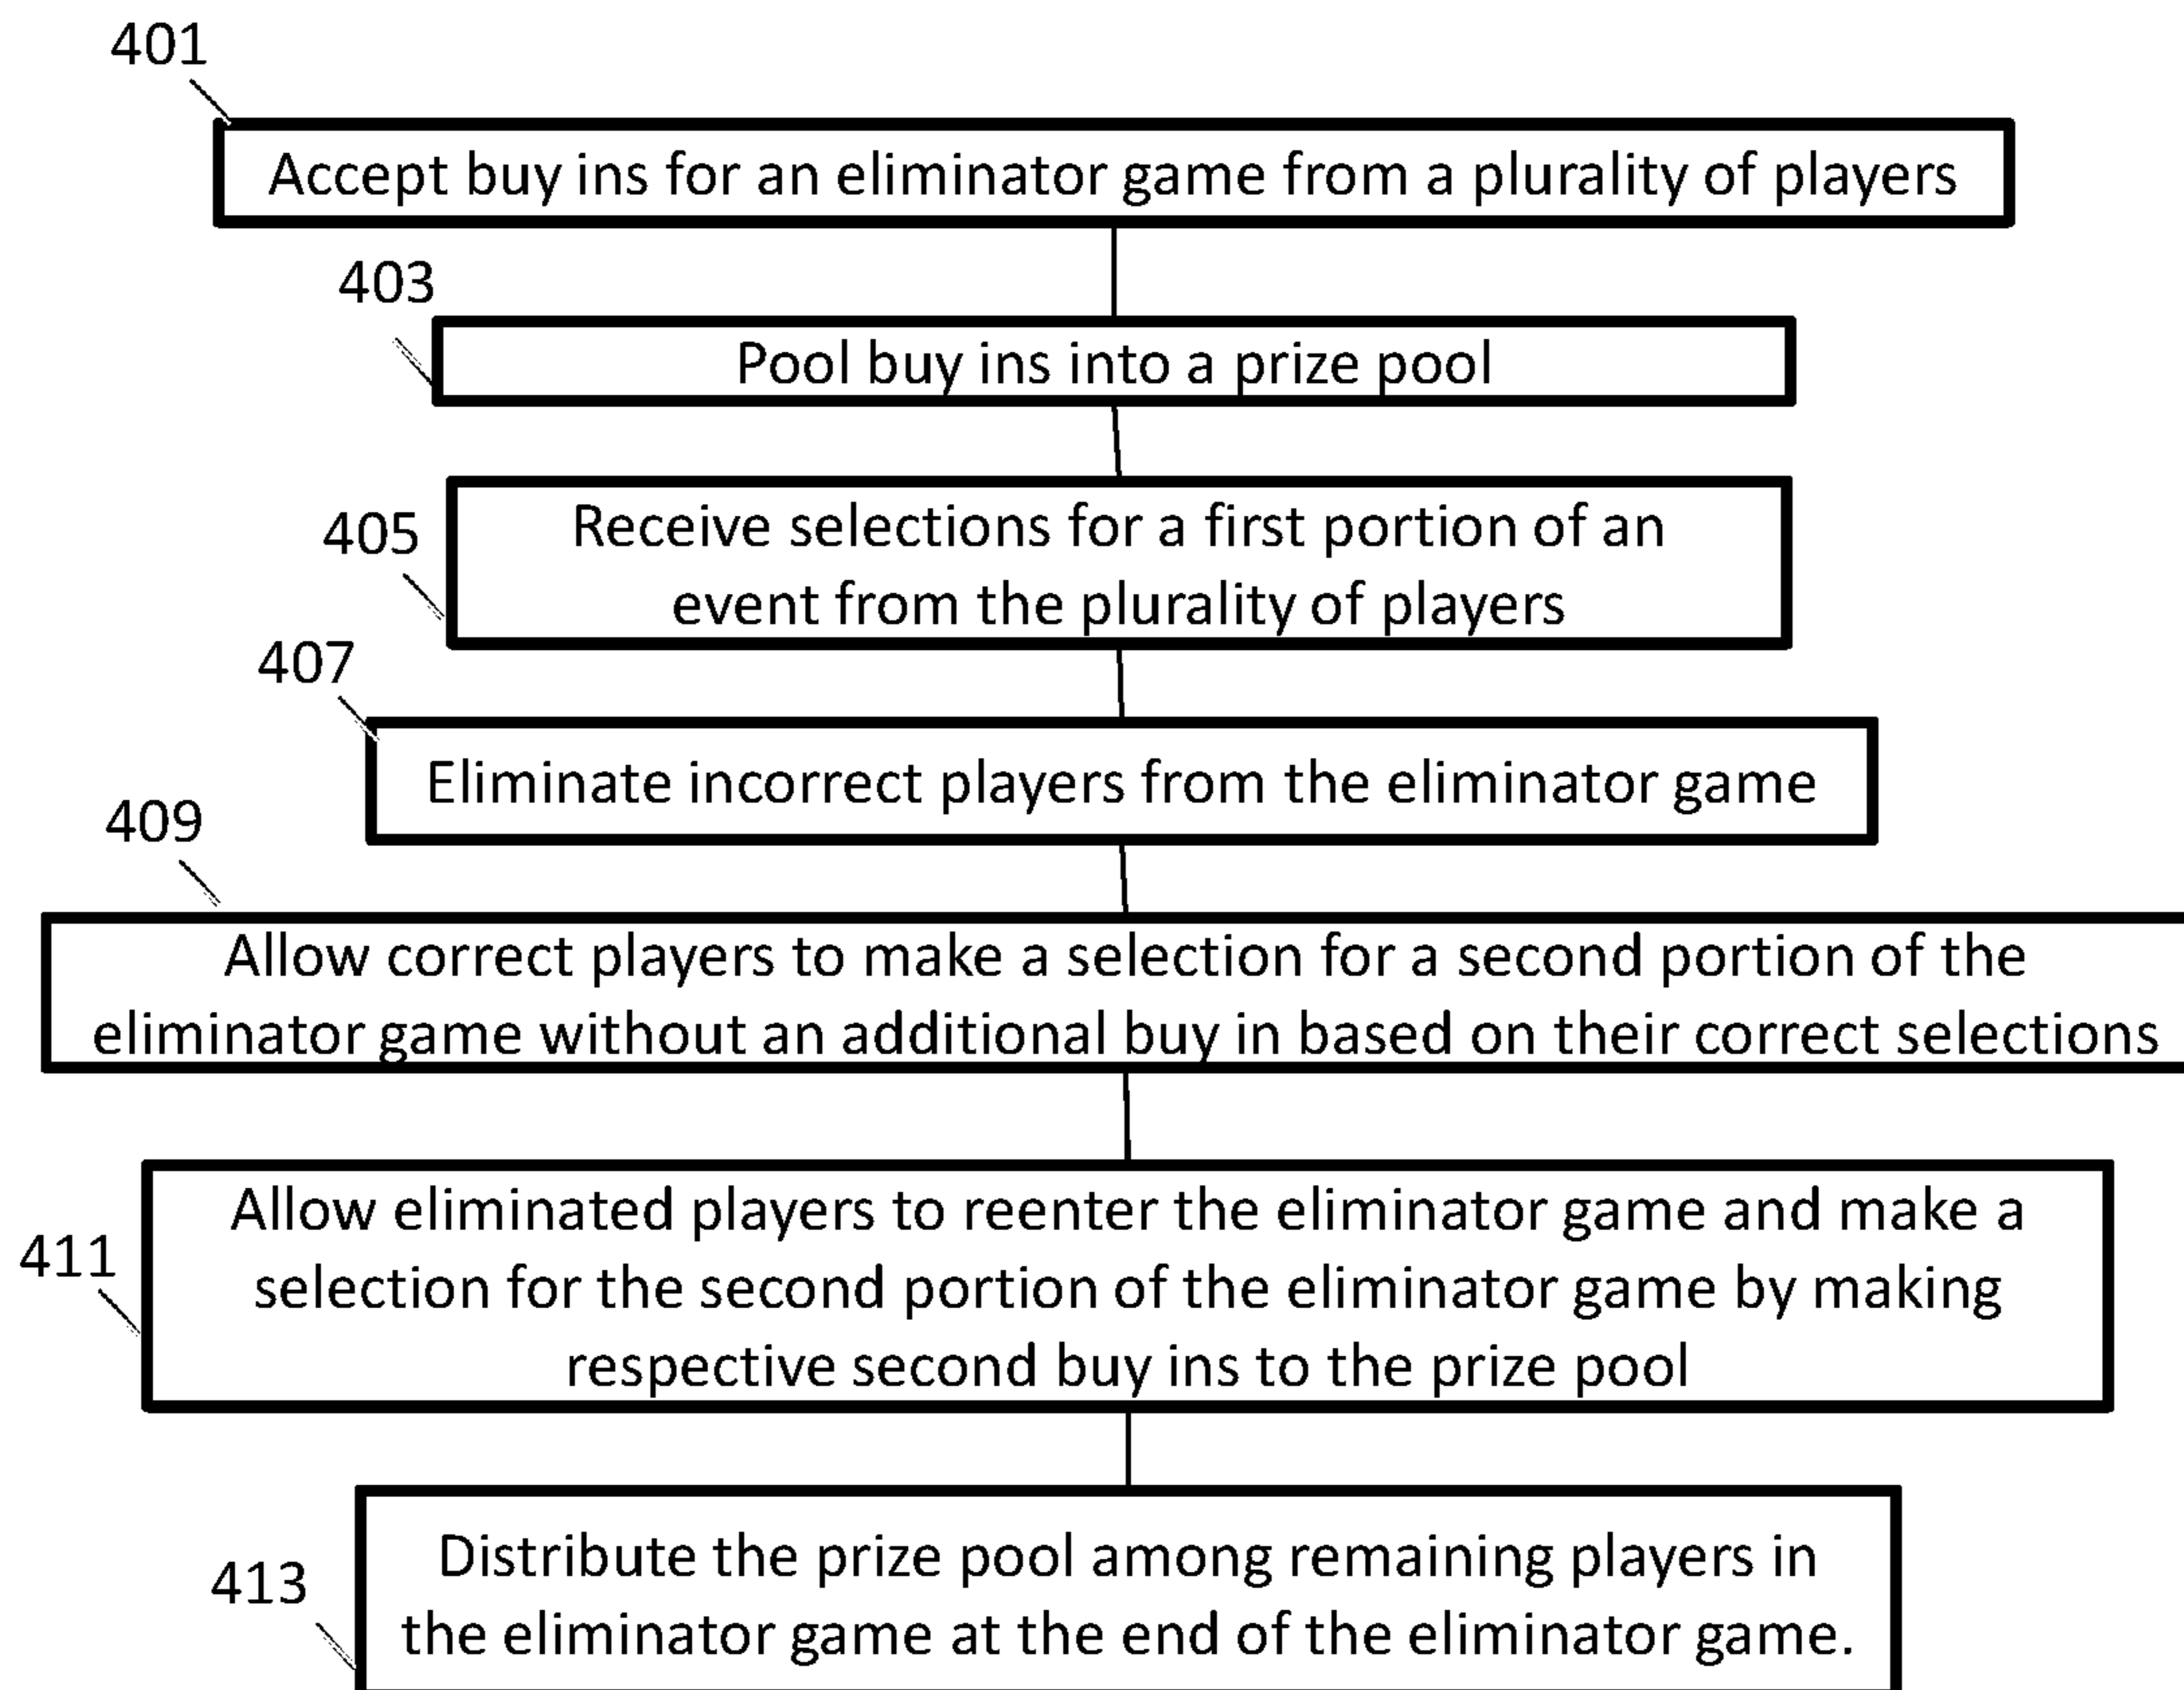 401
Accept buy ins for an eliminator game from a plurality of players
403
Pool buy ins into a prize pool
405
Receive selections for a first portion of an
event from the plurality of players
407
Eliminate incorrect players from the eliminator game
409
Allow correct players to make a selection for a second portion of the
eliminator game without an additional buy in based on their correct selections
411
Allow eliminated players to reenter the eliminator game and make a
selection for the second portion of the eliminator game by making
respective second buy ins to the prize pool
413
Distribute the prize pool among remaining players in
the eliminator game at the end of the eliminator game.